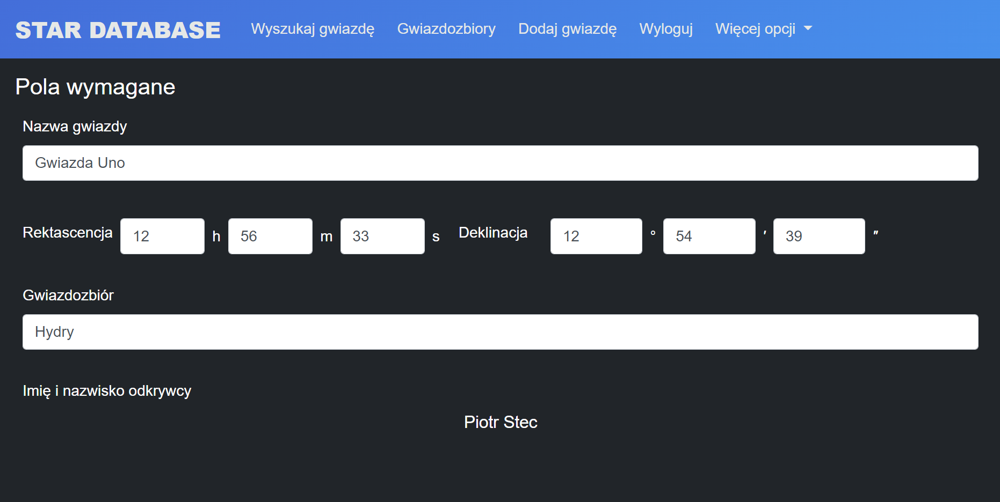 STAR DATABASE Wyszukaj gwiazdę Gwiazdozbiory Dodaj gwiazdę Wyloguj Więcej opcji
Pola wymagane
Nazwa gwiazdy
Gwiazda Uno
Rektascencja 12 h 56 m 33 s Deklinacja 12 ° 54 ′ 39 ″
Gwiazdozbiór
Hydry
Imię i nazwisko odkrywcy
Piotr Stec